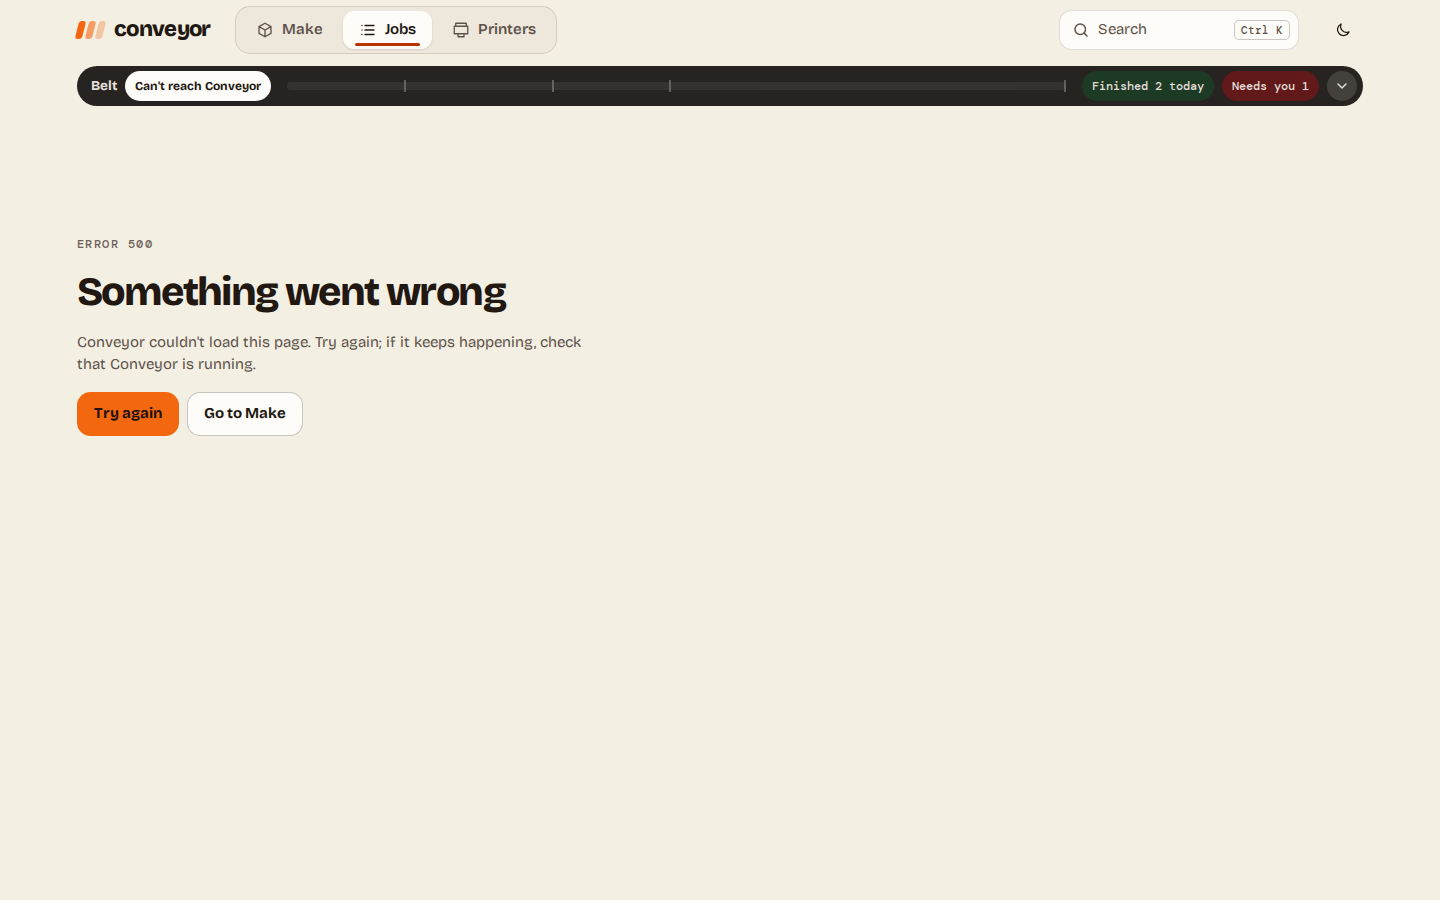 conveyor
Make
Jobs
Printers
Search
Ctrl K
Belt
Can't reach Conveyor
Finished 2 today
Needs you 1
ERROR 500
Something went wrong
Conveyor couldn't load this page. Try again; if it keeps happening, check
that Conveyor is running.
Try again
Go to Make